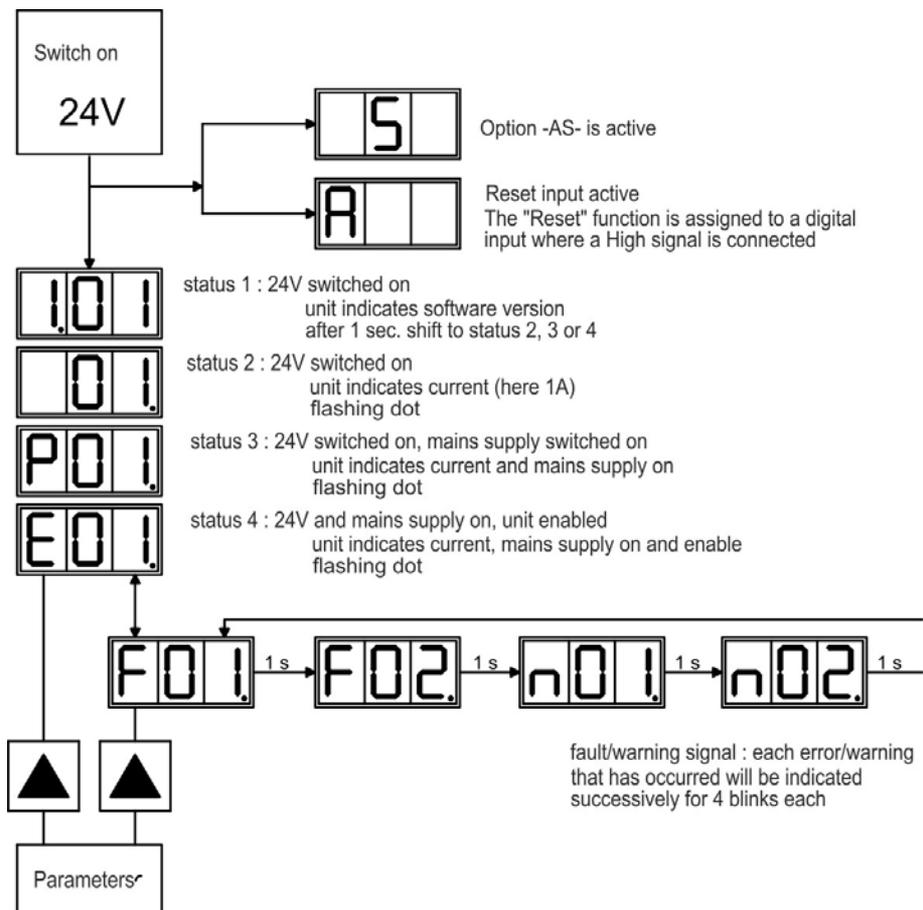 Switch on
24V
S
Option -AS- is active
A
Reset input active
The "Reset" function is assigned to a digital
input where a High signal is connected
1.01
status 1 : 24V switched on
unit indicates software version
after 1 sec. shift to status 2, 3 or 4
01.
status 2 : 24V switched on
unit indicates current (here 1A)
flashing dot
P01.
status 3 : 24V switched on, mains supply switched on
unit indicates current and mains supply on
flashing dot
E01.
status 4 : 24V and mains supply on, unit enabled
unit indicates current, mains supply on and enable
flashing dot
F01. 1 s F02. 1 s n01. 1 s n02. 1 s
fault/warning signal : each error/warning
that has occurred will be indicated
successively for 4 blinks each
Parameters